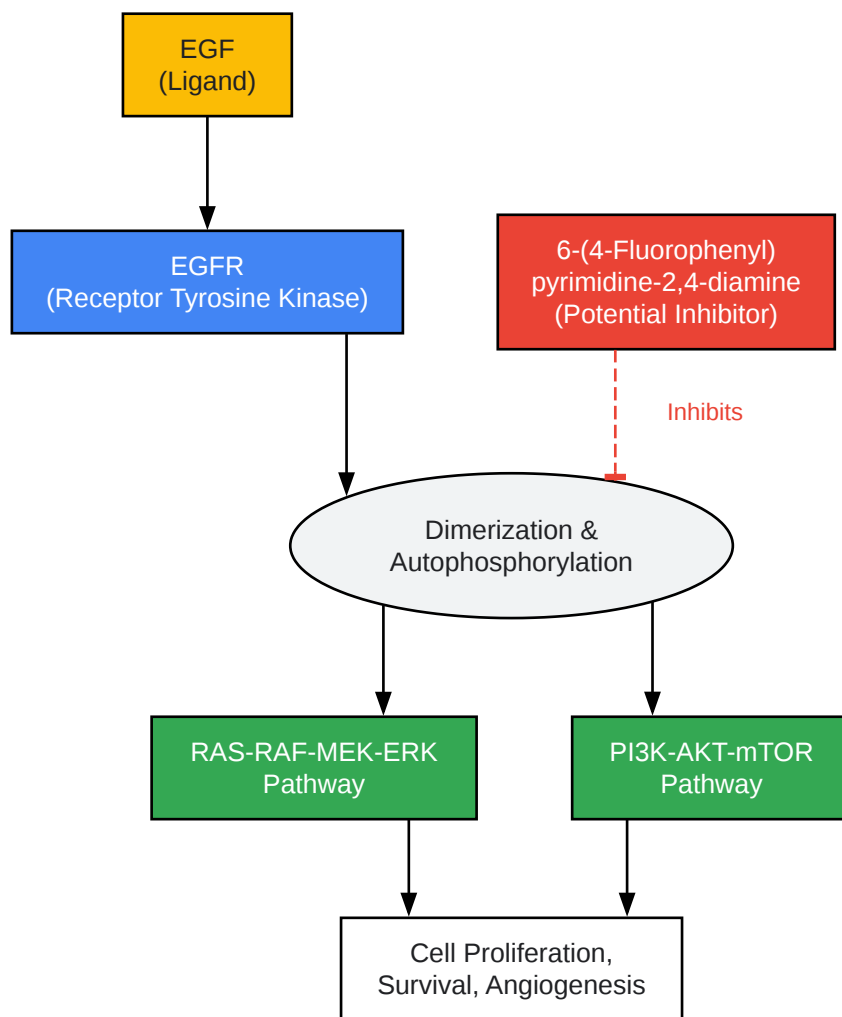 EGF
(Ligand)
EGFR
(Receptor Tyrosine Kinase)
6-(4-Fluorophenyl)
pyrimidine-2,4-diamine
(Potential Inhibitor)
Inhibits
Dimerization &
Autophosphorylation
RAS-RAF-MEK-ERK
Pathway
PI3K-AKT-mTOR
Pathway
Cell Proliferation,
Survival, Angiogenesis